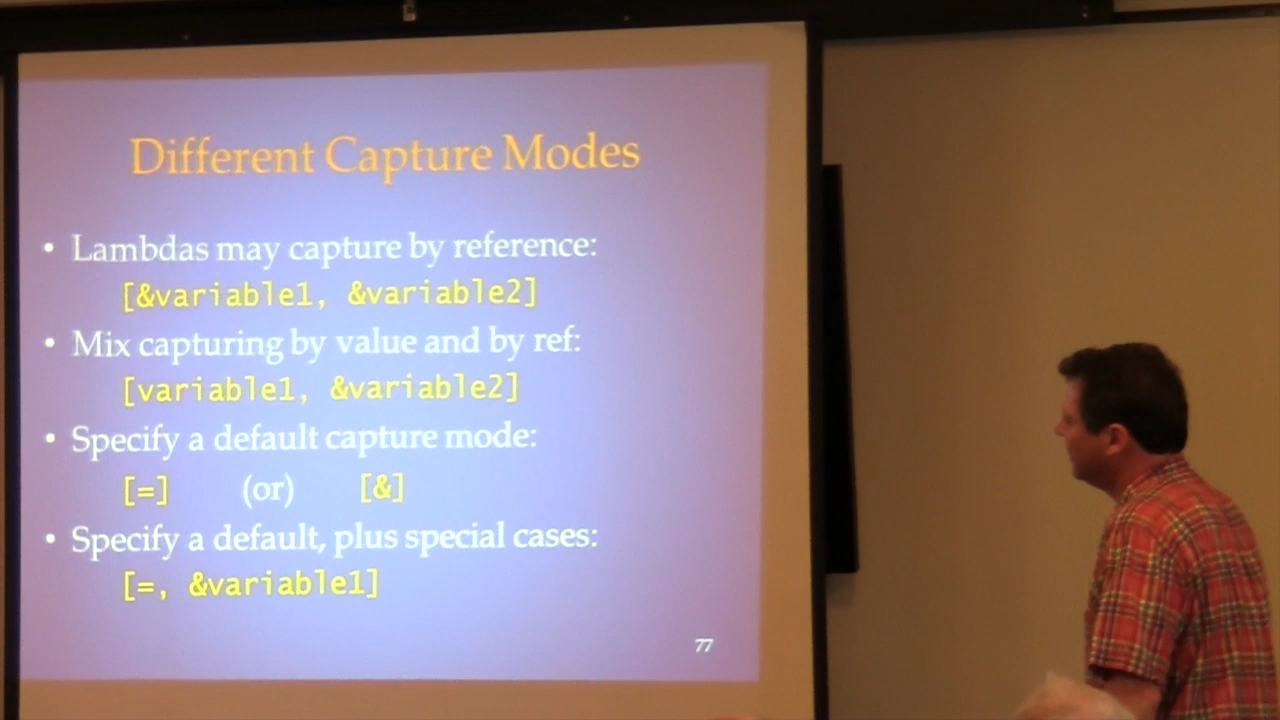 Different Capture Modes
• Lambdas may capture by reference:
[&variable1, &variable2]
• Mix capturing by value and by ref:
[variable1, &variable2]
• Specify a default capture mode:
[=] (or) [&]
• Specify a default, plus special cases:
[=, &variable1]
77